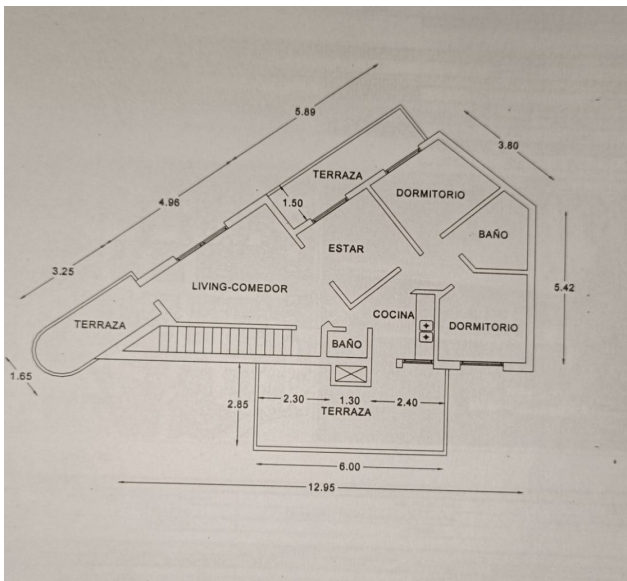 5.89
3.80
TERRAZA
1.50
DORMITORIO
4.96
BAÑO
ESTAR
3.25
LIVING-COMEDOR
5.42
TERRAZA
COCINA
DORMITORIO
BAÑO
1.65
2.85
2.30
1.30
2.40
TERRAZA
6.00
12.95